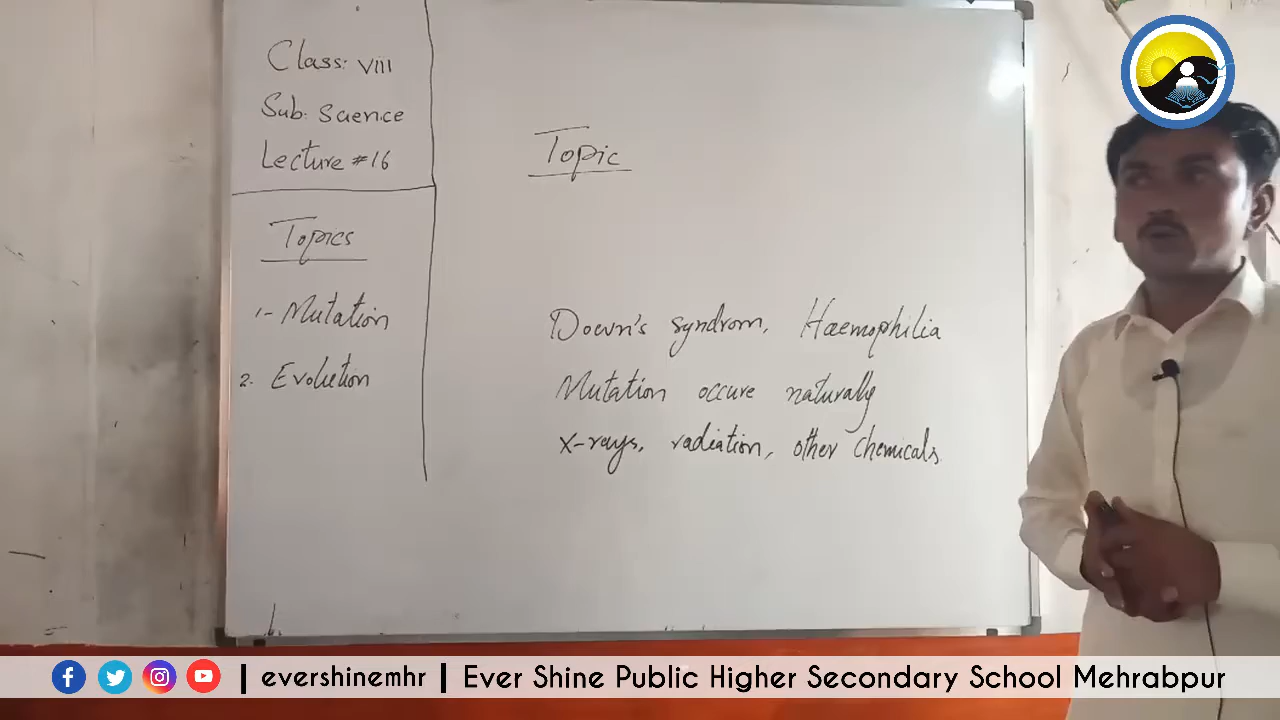 Class: VIII
Sub: Science
Lecture #16
Topics
1- Mutation
2. Evolution
Topic
Down's syndrom, Haemophilia
Mutation occure naturally
X-rays, radiation, other chemicals.
| evershinemhr | Ever Shine Public Higher Secondary School Mehrabpur